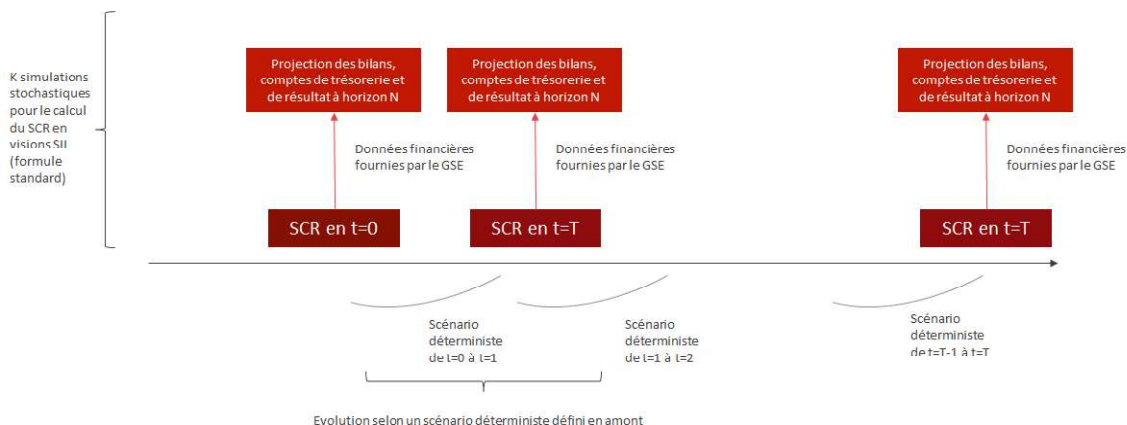 K simulations
stochastiques
pour le calcul
du SCR en
visions SII
(formule
standard)
Projection des bilans,
comptes de trésorerie et
de résultat à horizon N
Projection des bilans,
comptes de trésorerie et
de résultat à horizon N
Projection des bilans,
comptes de trésorerie et
de résultat à horizon N
Données financières
fournies par le GSE
Données financières
fournies par le GSE
Données financières
fournies par le GSE
SCR en t=0
SCR en t=T
SCR en t=T
Scénario
déterministe
de t=0 à t=1
Scénario
déterministe
de t=1 à t=2
Scénario
déterministe
de t=T-1 à t=T
Evolution selon un scénario déterministe défini en amont